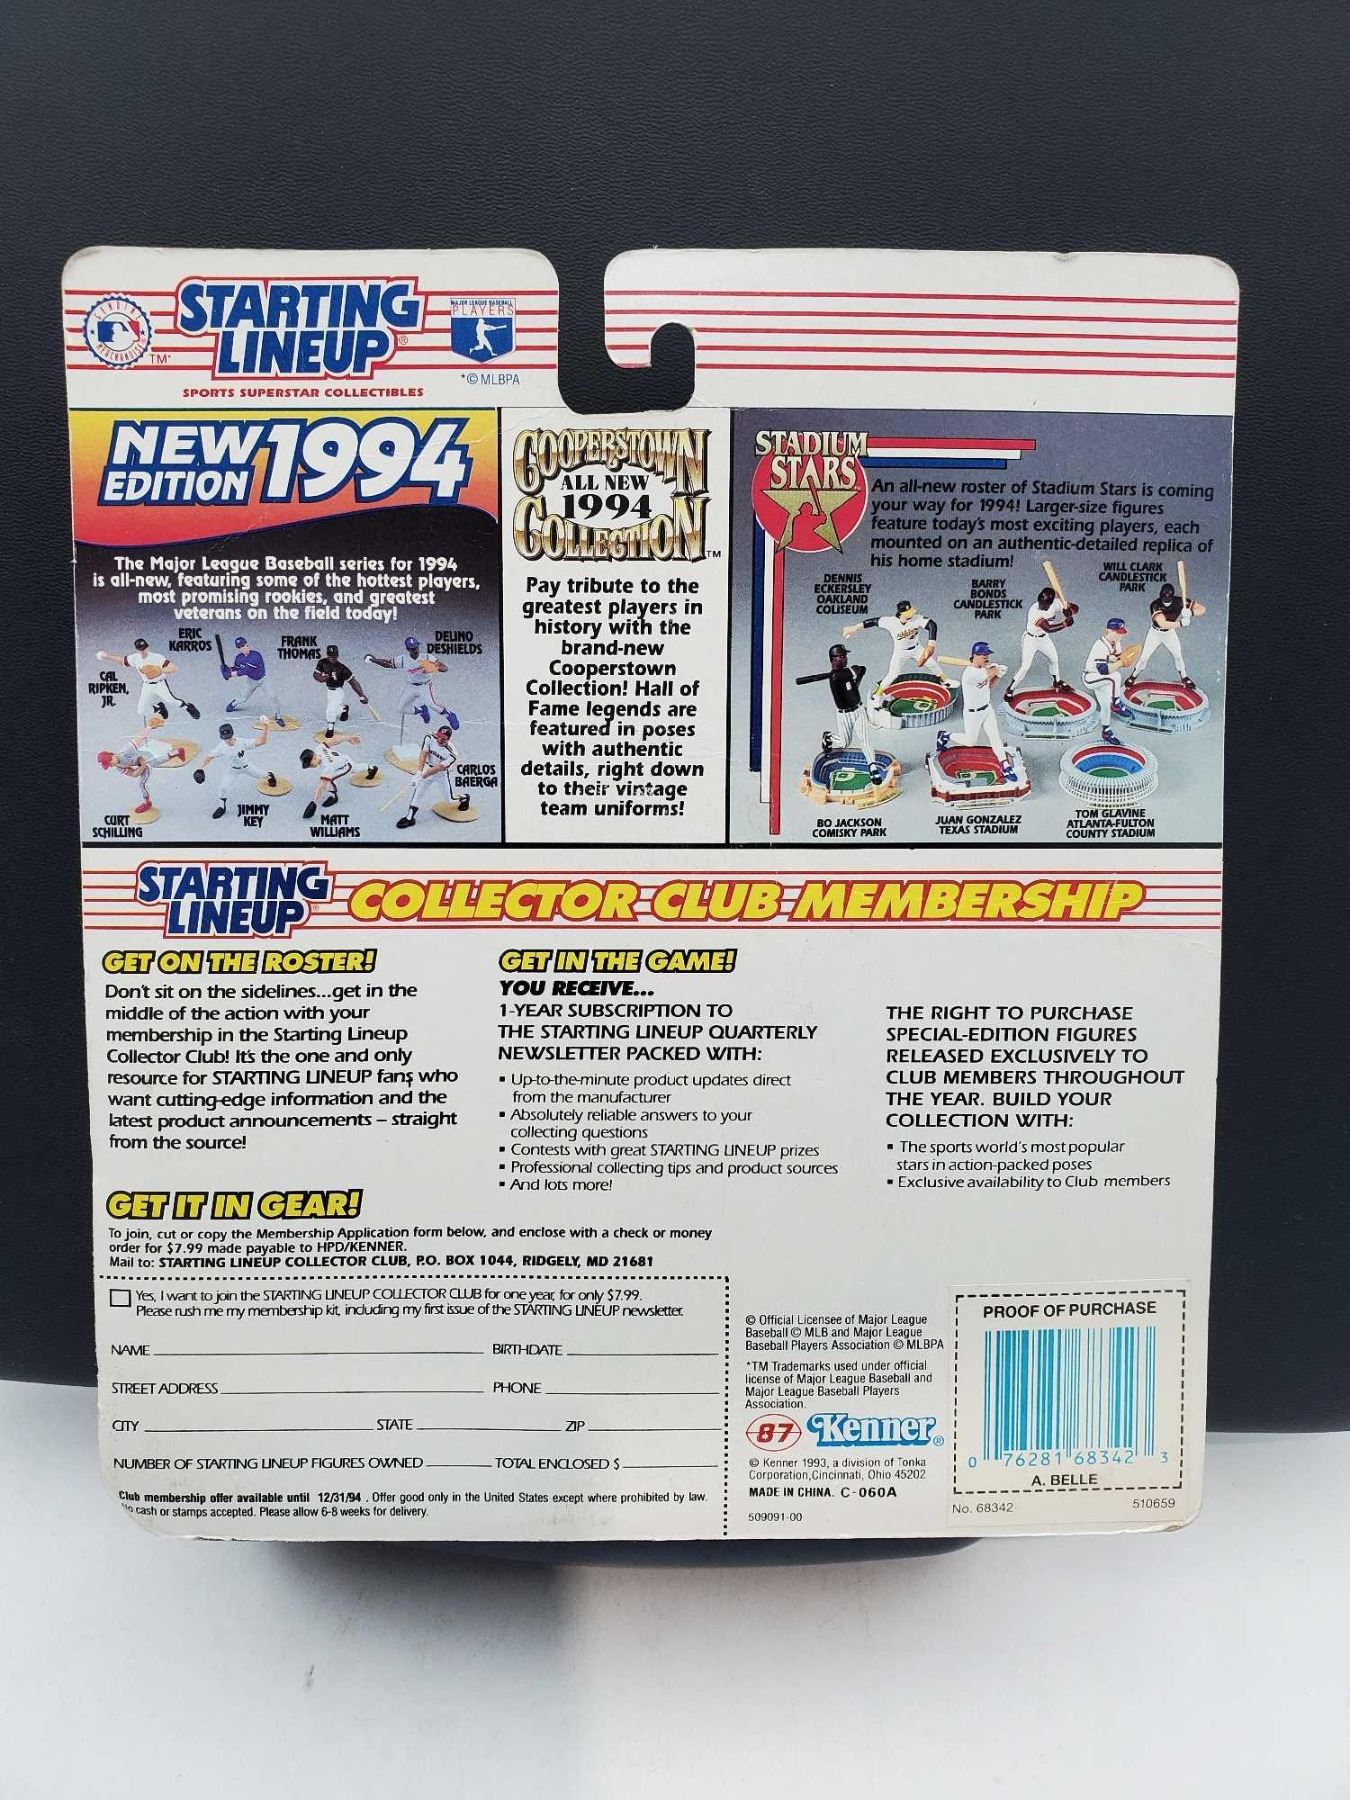 GENUINE
MERCHANDISE
TM*
STARTING
LINEUP®
SPORTS SUPERSTAR COLLECTIBLES
MAJOR LEAGUE BASEBALL
PLAYERS
*© MLBPA
NEW
EDITION
1994
The Major League Baseball series for 1994
is all-new, featuring some of the hottest players,
most promising rookies, and greatest
veterans on the field today!
CAL
RIPKEN,
JR.
ERIC
KARROS
FRANK
THOMAS
DELINO
DESHIELDS
CURT
SCHILLING
JIMMY
KEY
MATT
WILLIAMS
CARLOS
BAERGA
COOPERSTOWN
ALL NEW
1994
COLLECTION
TM
Pay tribute to the
greatest players in
history with the
brand-new
Cooperstown
Collection! Hall of
Fame legends are
featured in poses
with authentic
details, right down
to their vintage
team uniforms!
STADIUM
STARS
An all-new roster of Stadium Stars is coming
your way for 1994! Larger-size figures
feature today's most exciting players, each
mounted on an authentic-detailed replica of
his home stadium!
DENNIS
ECKERSLEY
OAKLAND
COLISEUM
BARRY
BONDS
CANDLESTICK
PARK
WILL CLARK
CANDLESTICK
PARK
BO JACKSON
COMISKY PARK
JUAN GONZALEZ
TEXAS STADIUM
TOM GLAVINE
ATLANTA-FULTON
COUNTY STADIUM
STARTING
LINEUP®
COLLECTOR CLUB MEMBERSHIP
GET ON THE ROSTER!
Don't sit on the sidelines...get in the
middle of the action with your
membership in the Starting Lineup
Collector Club! It's the one and only
resource for STARTING LINEUP fans who
want cutting-edge information and the
latest product announcements – straight
from the source!
GET IN THE GAME!
YOU RECEIVE...
1-YEAR SUBSCRIPTION TO
THE STARTING LINEUP QUARTERLY
NEWSLETTER PACKED WITH:
▪ Up-to-the-minute product updates direct
from the manufacturer
▪ Absolutely reliable answers to your
collecting questions
▪ Contests with great STARTING LINEUP prizes
▪ Professional collecting tips and product sources
▪ And lots more!
THE RIGHT TO PURCHASE
SPECIAL-EDITION FIGURES
RELEASED EXCLUSIVELY TO
CLUB MEMBERS THROUGHOUT
THE YEAR. BUILD YOUR
COLLECTION WITH:
▪ The sports world's most popular
stars in action-packed poses
▪ Exclusive availability to Club members
GET IT IN GEAR!
To join, cut or copy the Membership Application form below, and enclose with a check or money
order for $7.99 made payable to HPD/KENNER.
Mail to: STARTING LINEUP COLLECTOR CLUB, P.O. BOX 1044, RIDGELY, MD 21681
Yes, I want to join the STARTING LINEUP COLLECTOR CLUB for one year, for only $7.99.
Please rush me my membership kit, including my first issue of the STARTING LINEUP newsletter.
NAME BIRTHDATE
STREET ADDRESS PHONE
CITY STATE ZIP
NUMBER OF STARTING LINEUP FIGURES OWNED TOTAL ENCLOSED $
Club membership offer available until 12/31/94 . Offer good only in the United States except where prohibited by law.
No cash or stamps accepted. Please allow 6-8 weeks for delivery.
© Official Licensee of Major League
Baseball © MLB and Major League
Baseball Players Association © MLBPA
*TM Trademarks used under official
license of Major League Baseball and
Major League Baseball Players
Association.
87 Kenner®
© Kenner 1993, a division of Tonka
Corporation, Cincinnati, Ohio 45202
MADE IN CHINA. C-060A
509091-00
PROOF OF PURCHASE
0 76281 68342 3
A. BELLE
No. 68342 510659